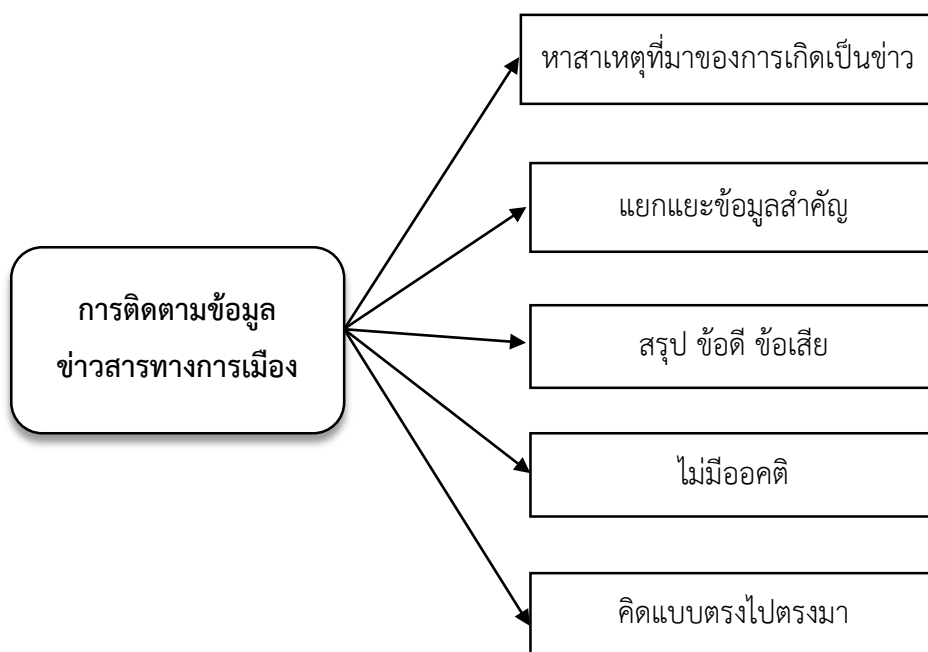 หาสาเหตุที่มาของการเกิดเป็นข่าว
แยกแยะข้อมูลสำคัญ
การติดตามข้อมูล
ข่าวสารทางการเมือง
สรุป ข้อดี ข้อเสีย
ไม่มีออคติ
คิดแบบตรงไปตรงมา